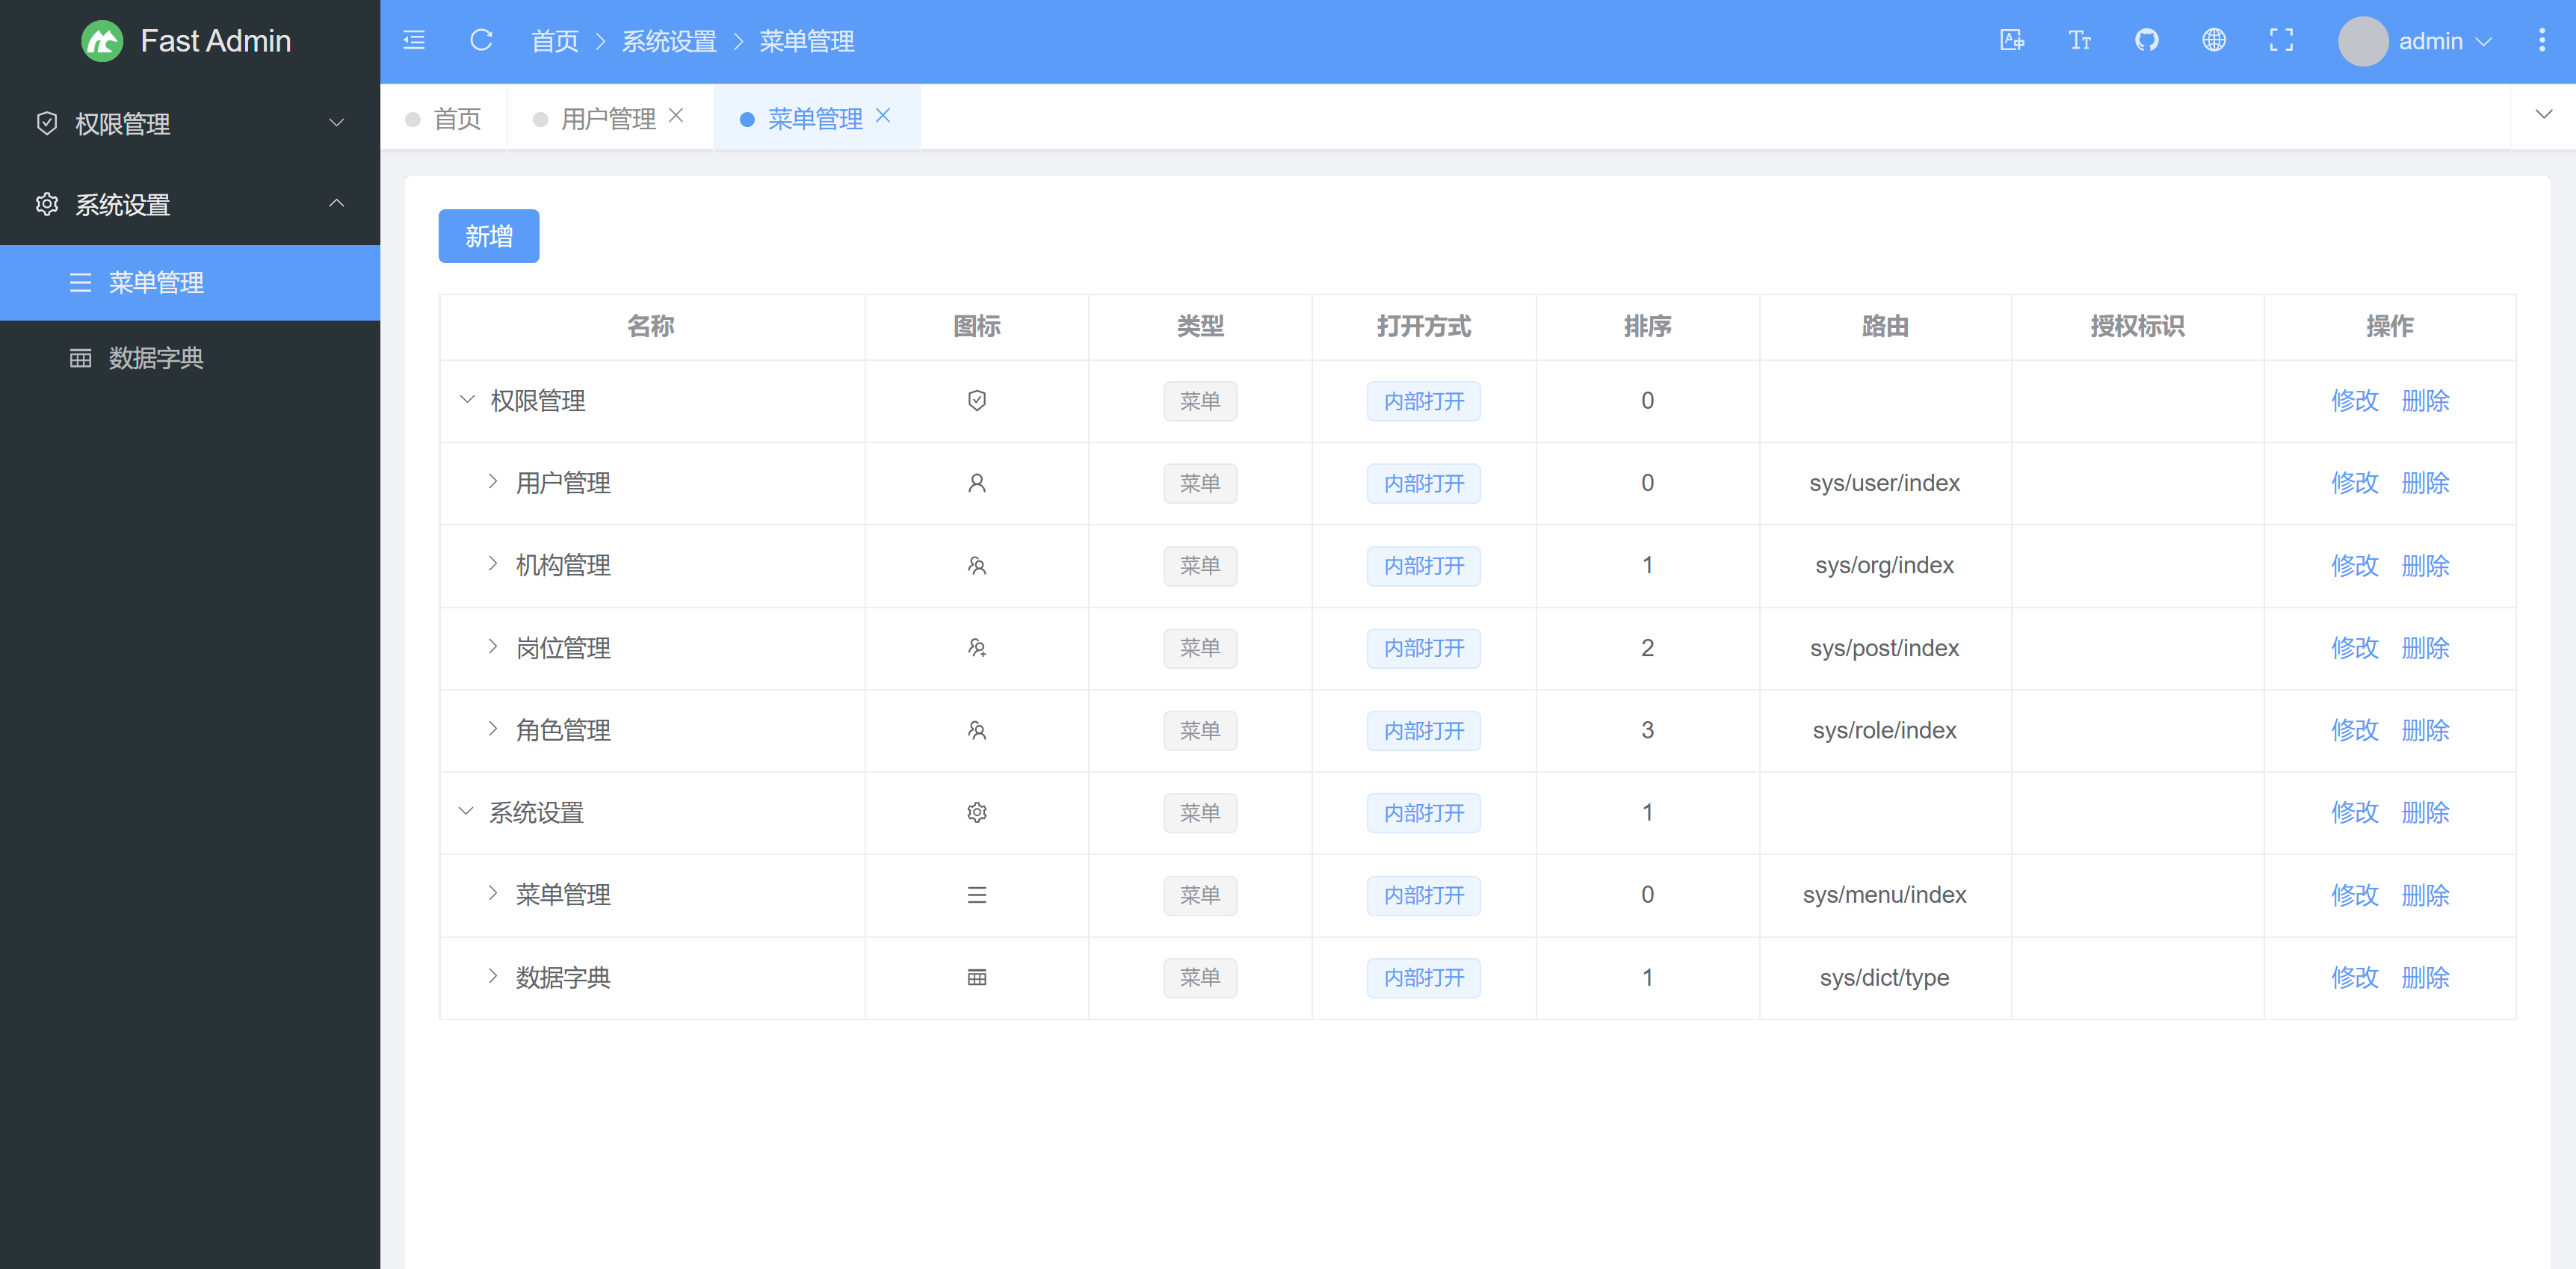 Fast Admin
首页 系统设置 菜单管理
admin
权限管理
系统设置
菜单管理
数据字典
首页 用户管理 菜单管理
新增
名称 图标 类型 打开方式 排序 路由 授权标识 操作
权限管理 菜单 内部打开 0 修改 删除
用户管理 菜单 内部打开 0 sys/user/index 修改 删除
机构管理 菜单 内部打开 1 sys/org/index 修改 删除
岗位管理 菜单 内部打开 2 sys/post/index 修改 删除
角色管理 菜单 内部打开 3 sys/role/index 修改 删除
系统设置 菜单 内部打开 1 修改 删除
菜单管理 菜单 内部打开 0 sys/menu/index 修改 删除
数据字典 菜单 内部打开 1 sys/dict/type 修改 删除